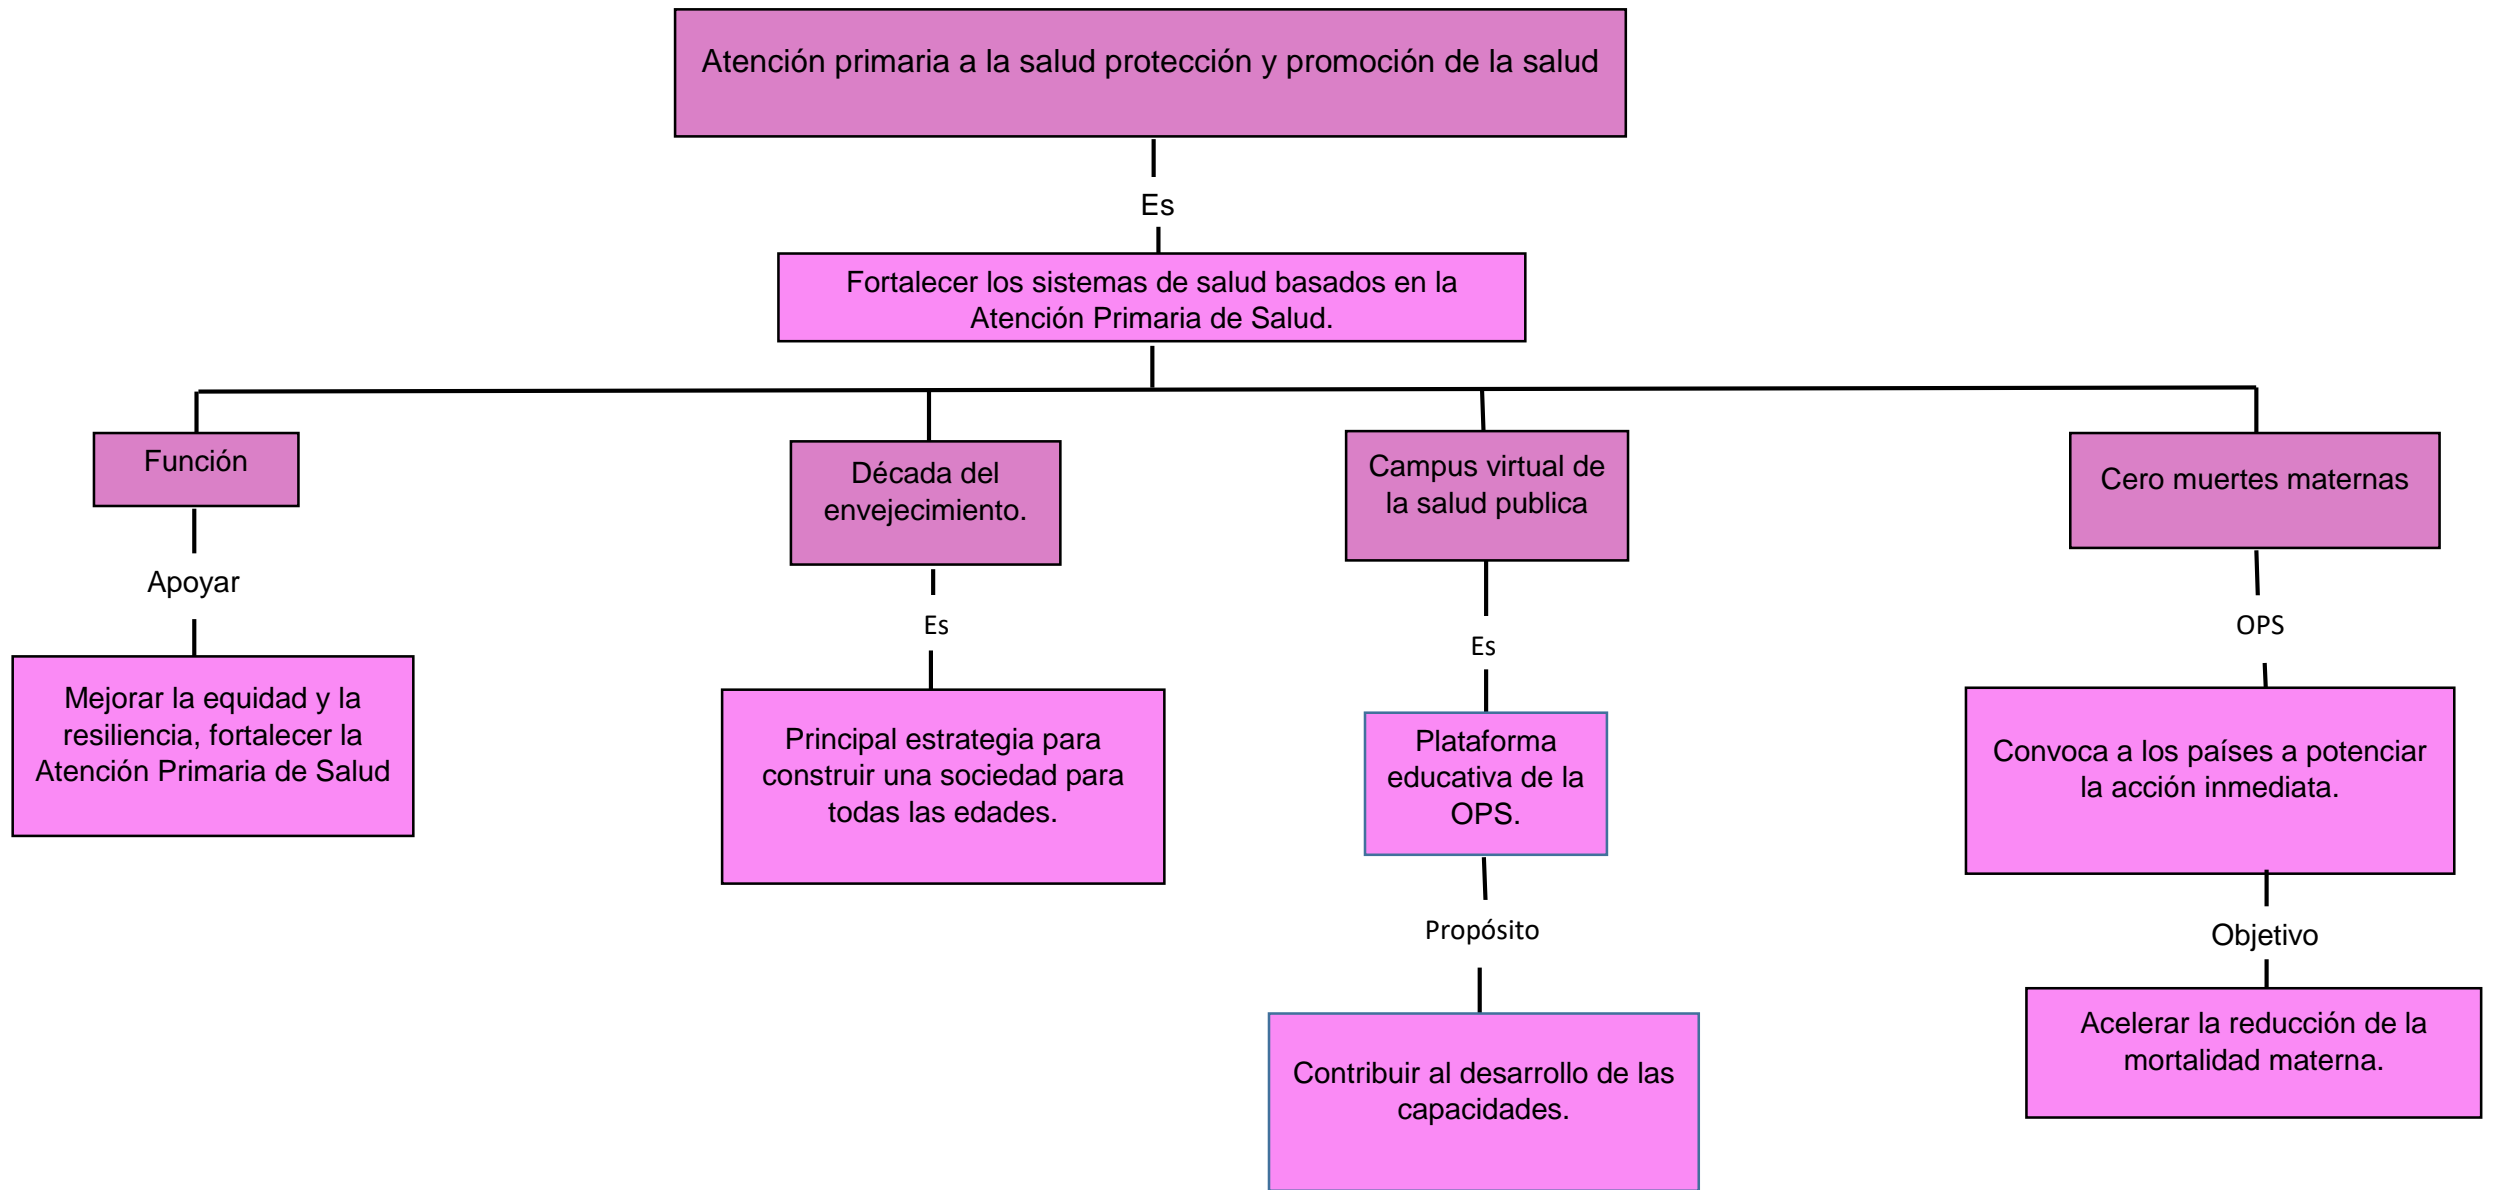 Atención primaria a la salud protección y promoción de la salud
Es
Fortalecer los sistemas de salud basados en la
Atención Primaria de Salud.
Función
Apoyar
Mejorar la equidad y la
resiliencia, fortalecer la
Atención Primaria de Salud
Década del
envejecimiento.
Es
Principal estrategia para
construir una sociedad para
todas las edades.
Campus virtual de
la salud publica
Es
Plataforma
educativa de la
OPS.
Propósito
Contribuir al desarrollo de las
capacidades.
Cero muertes maternas
OPS
Convoca a los países a potenciar
la acción inmediata.
Objetivo
Acelerar la reducción de la
mortalidad materna.